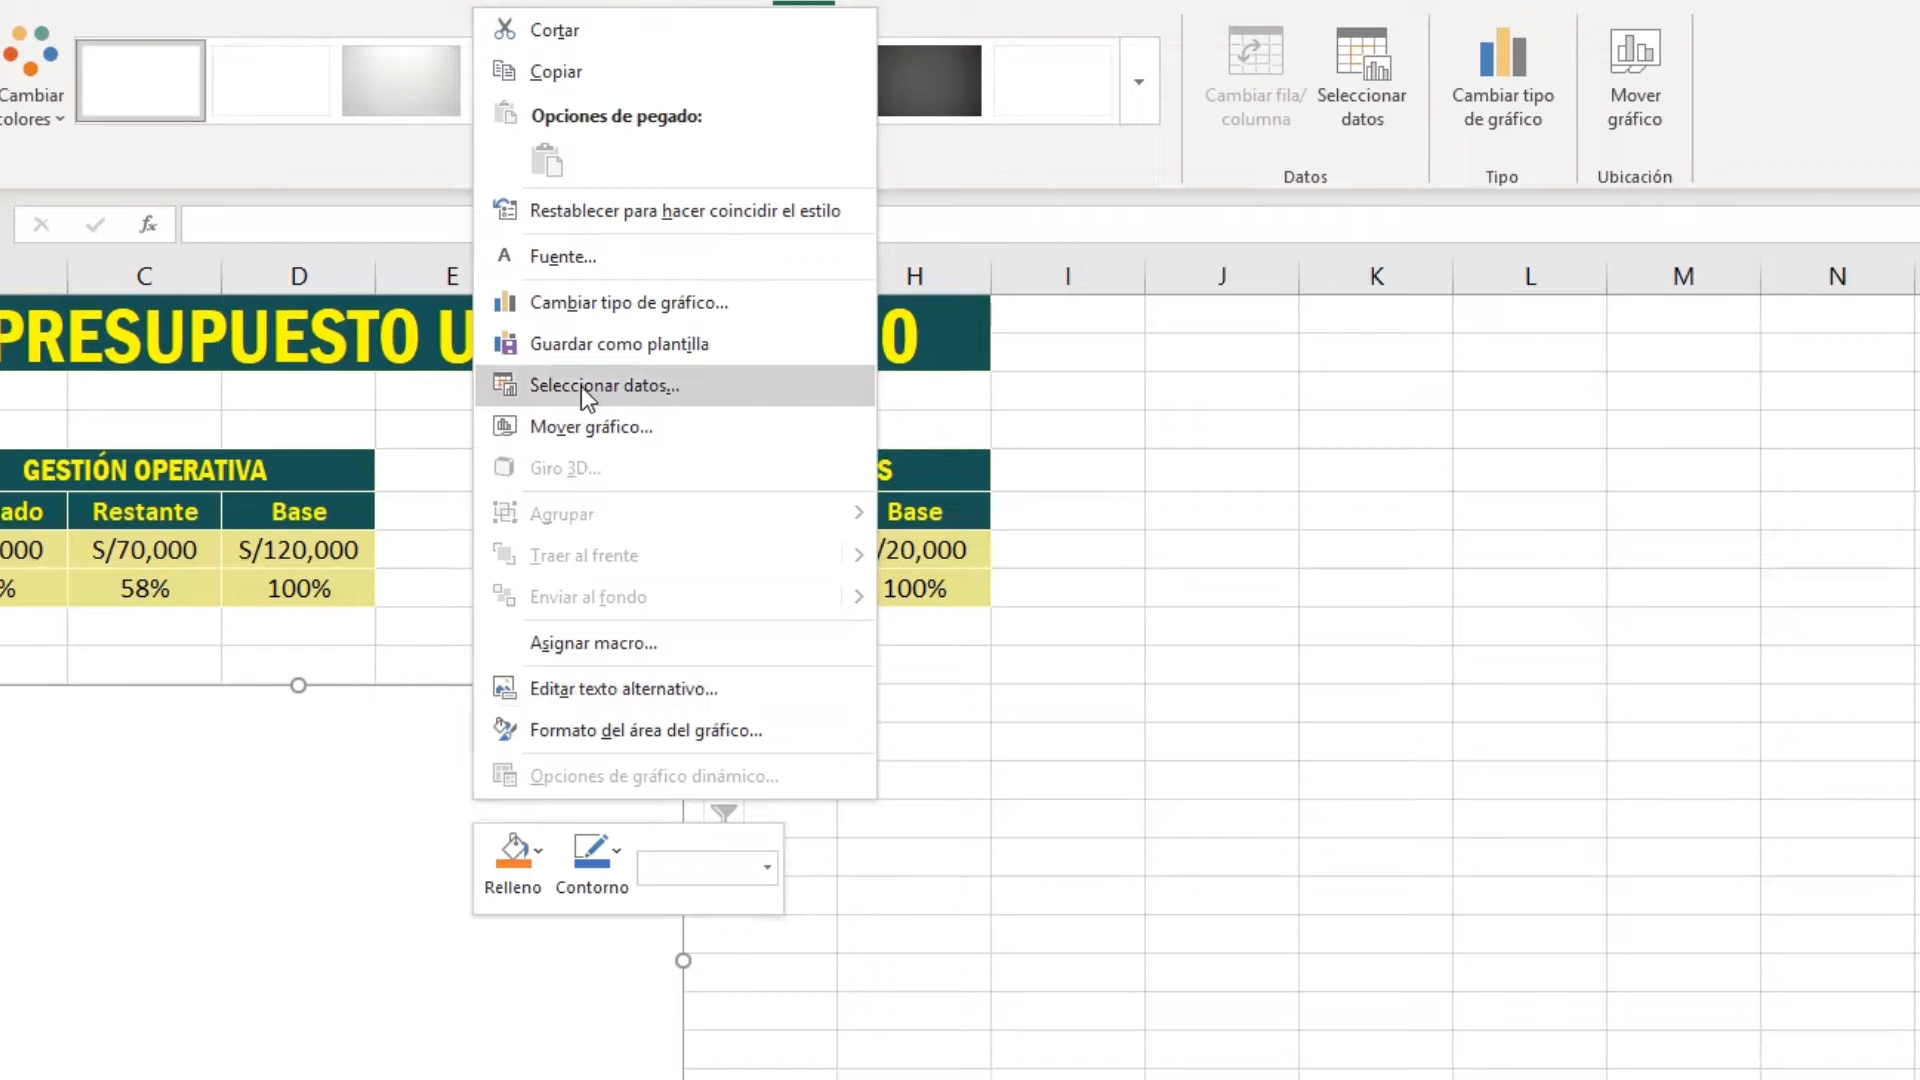 Cambiar
colores
Cambiar fila/
columna
Seleccionar
datos
Cambiar tipo
de gráfico
Mover
gráfico
Datos
Tipo
Ubicación
Cortar
Copiar
Opciones de pegado:
Restablecer para hacer coincidir el estilo
Fuente...
Cambiar tipo de gráfico...
Guardar como plantilla
Seleccionar datos...
Mover gráfico...
Giro 3D...
Agrupar
Traer al frente
Enviar al fondo
Asignar macro...
Editar texto alternativo...
Formato del área del gráfico...
Opciones de gráfico dinámico...
Relleno
Contorno
fx
C D E H I J K L M N
PRESUPUESTO U
O
GESTIÓN OPERATIVA
S
ado Restante Base
Base
000 S/70,000 S/120,000
/20,000
% 58% 100%
100%